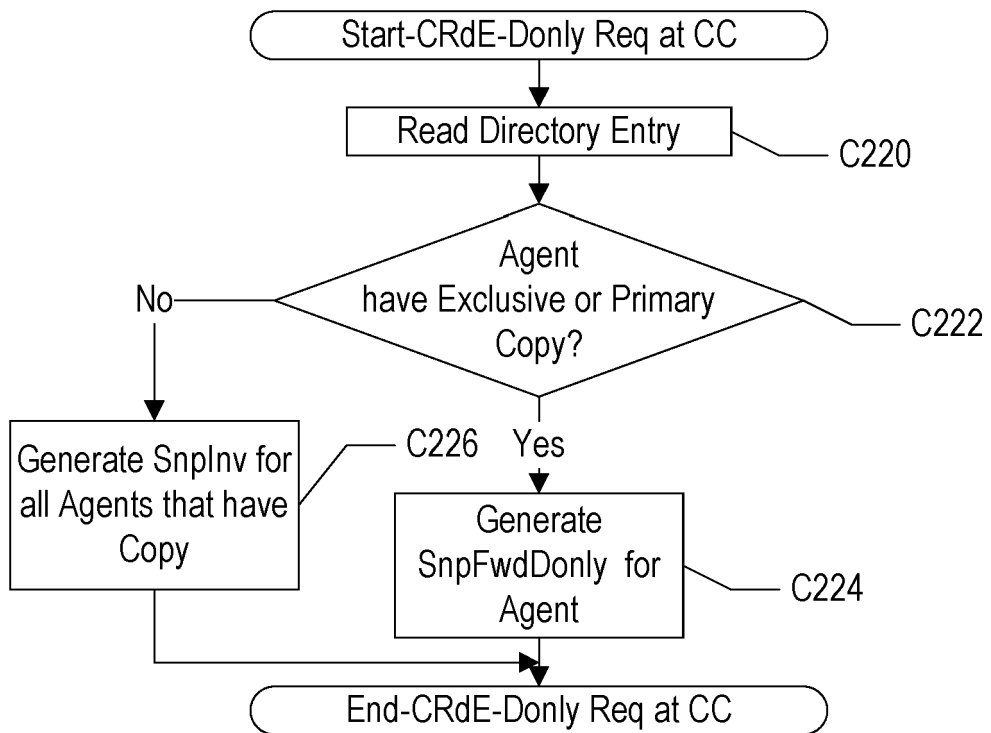 Start-CRdE-Donly Req at CC
Read Directory Entry
C220
Agent
have Exclusive or Primary
Copy?
No
C222
Generate SnpInv for
all Agents that have
Copy
C226
Yes
Generate
SnpFwdDonly for
Agent
C224
End-CRdE-Donly Req at CC